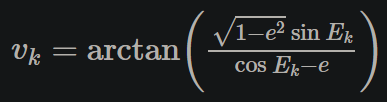 v_k = arctan( (√(1−e²) sin E_k) / (cos E_k−e) )